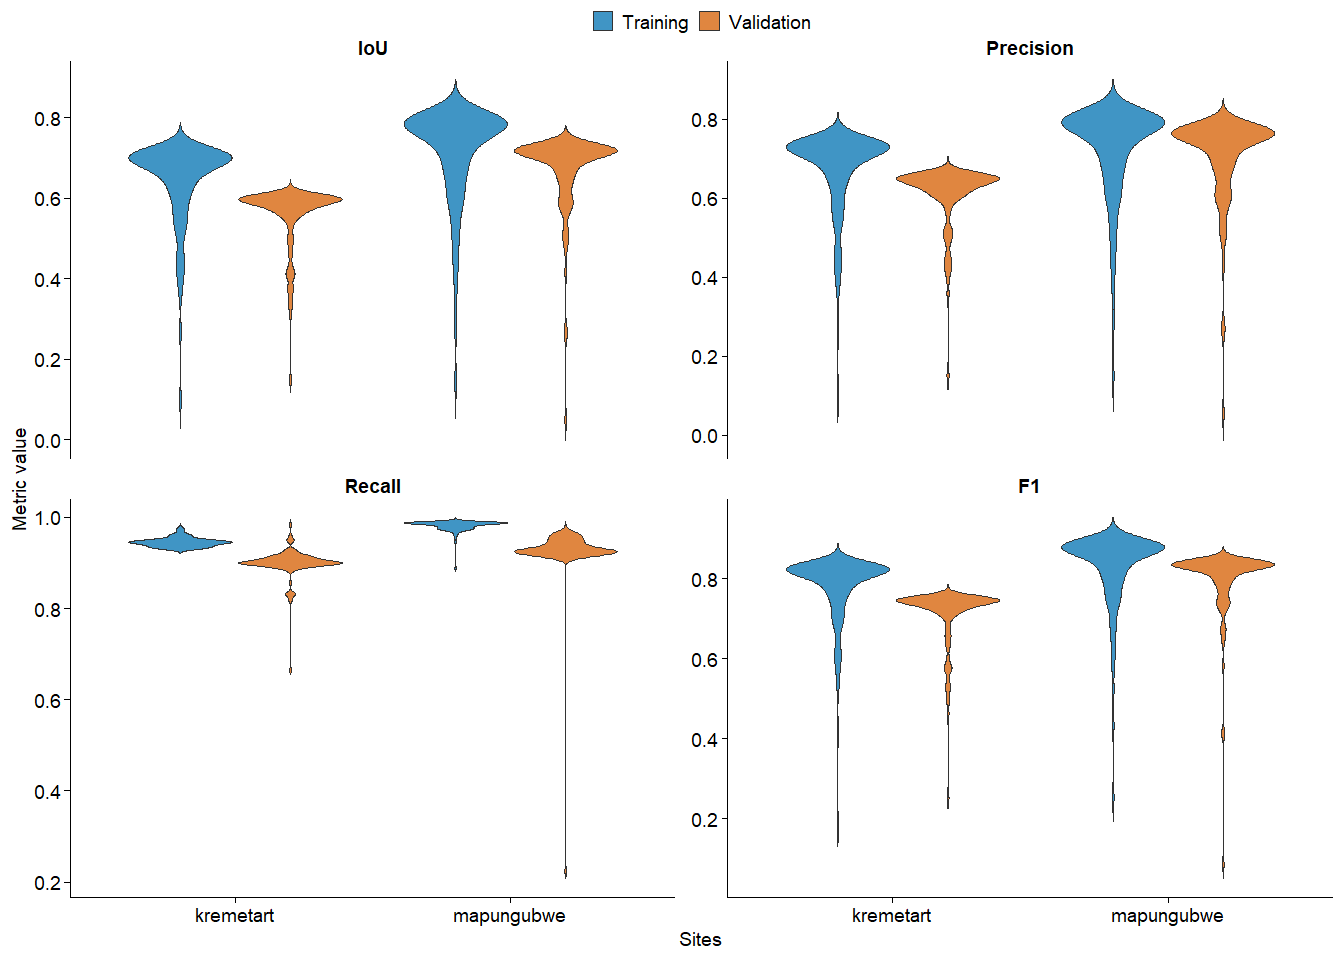 Training Validation
IoU
Precision
0.8
0.6
0.4
0.2
0.0
0.8
0.6
0.4
0.2
0.0
Metric value
Recall
F1
1.0
0.8
0.6
0.4
0.2
0.8
0.6
0.4
0.2
kremetart mapungubwe
kremetart mapungubwe
Sites